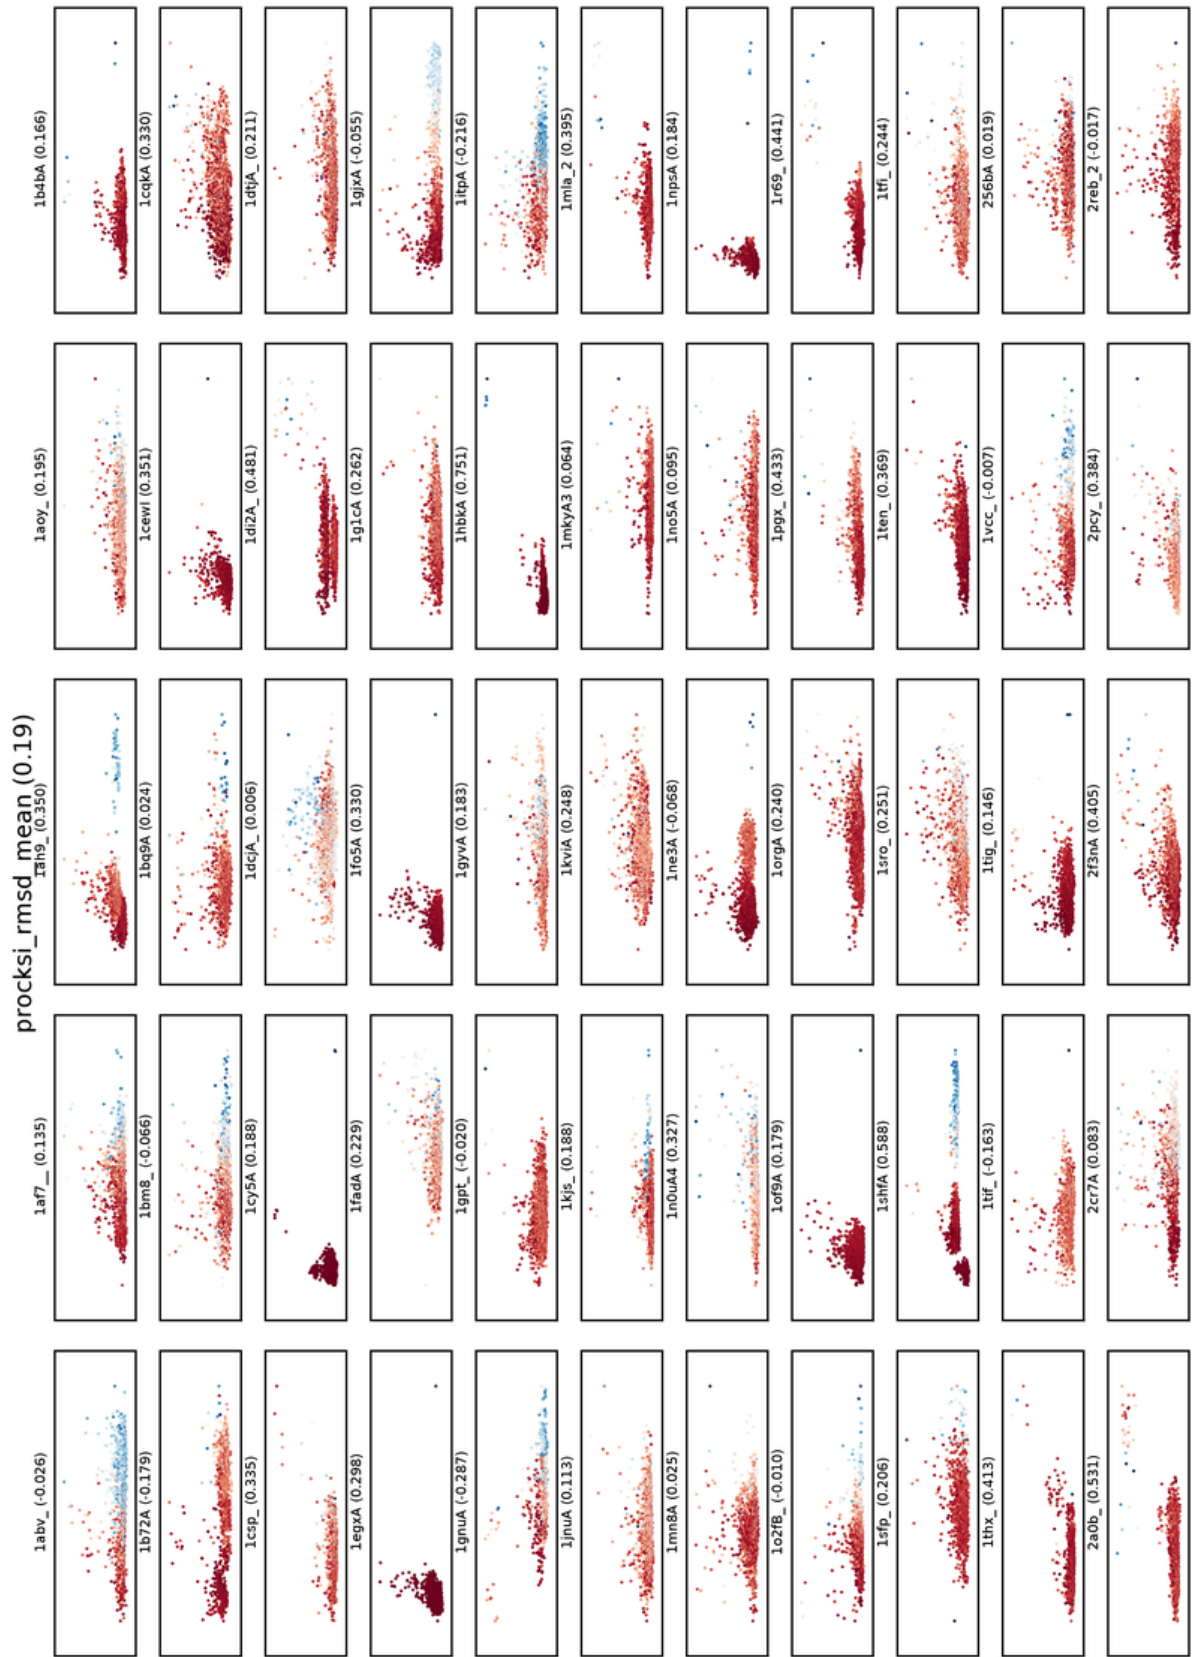 procksi_rmsd_mean (0.19)
1abv_ (-0.026)
1af7__ (0.135)
1ah9_ (0.350)
1aoy_ (0.195)
1b4bA (0.166)
1b72A (-0.179)
1bm8_ (-0.066)
1bq9A (0.024)
1cewI (0.351)
1cqkA (0.330)
1csp_ (0.335)
1cy5A (0.188)
1dcjA_ (0.006)
1di2A_ (0.481)
1dtjA_ (0.211)
1egxA (0.298)
1fadA (0.229)
1fo5A (0.330)
1g1cA (0.262)
1gjxA (-0.055)
1gnuA (-0.287)
1gpt_ (-0.020)
1gyvA (0.183)
1hbkA (0.751)
1itpA (-0.216)
1jnuA (0.113)
1kjs_ (0.188)
1kviA (0.248)
1mkyA3 (0.064)
1mla_2 (0.395)
1mn8A (0.025)
1n0uA4 (0.327)
1ne3A (-0.068)
1no5A (0.095)
1npsA (0.184)
1o2fB_ (-0.010)
1of9A (0.179)
1orgA (0.240)
1pgx_ (0.433)
1r69_ (0.441)
1sfp_ (0.206)
1shfA (0.588)
1sro_ (0.251)
1ten_ (0.369)
1tfi_ (0.244)
1thx_ (0.413)
1tif_ (-0.163)
1tig_ (0.146)
1vcc_ (-0.007)
256bA (0.019)
2a0b_ (0.531)
2cr7A (0.083)
2f3nA (0.405)
2pcy_ (0.384)
2reb_2 (-0.017)